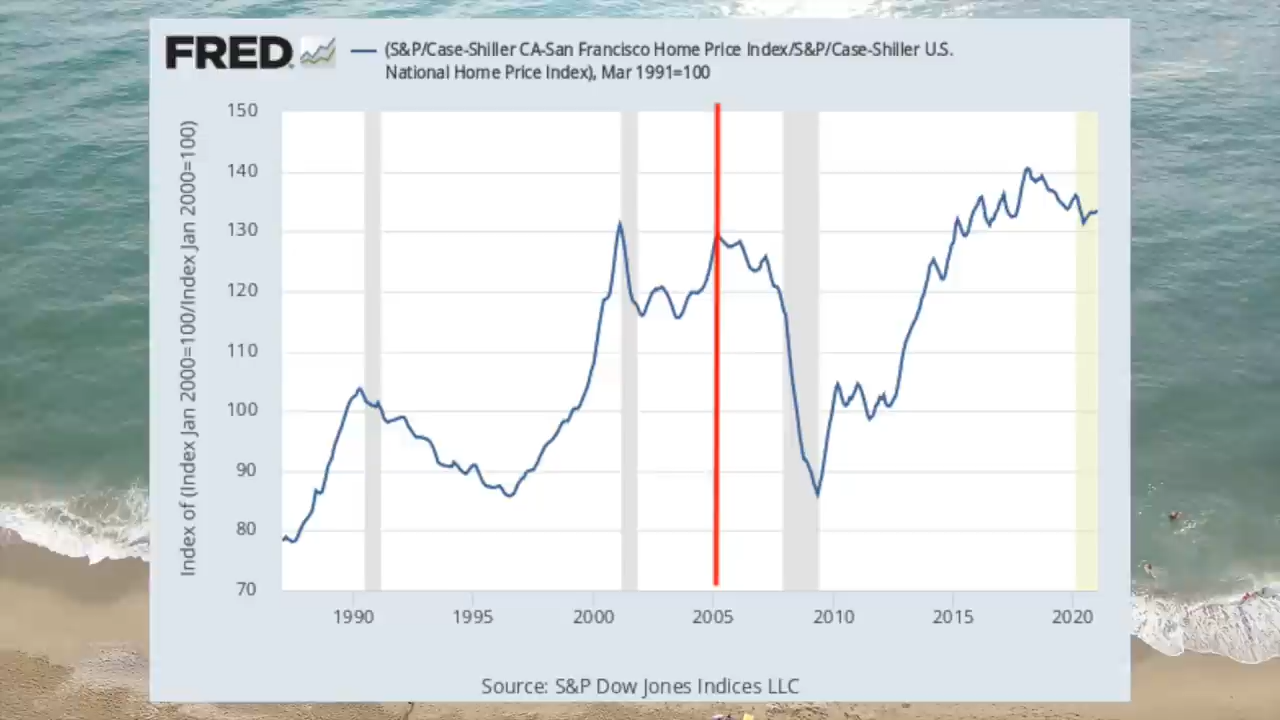 FRED.
(S&P/Case-Shiller CA-San Francisco Home Price Index/S&P/Case-Shiller U.S.
National Home Price Index), Mar 1991=100
Index of (Index Jan 2000=100/Index Jan 2000=100)
150
140
130
120
110
100
90
80
70
1990 1995 2000 2005 2010 2015 2020
Source: S&P Dow Jones Indices LLC